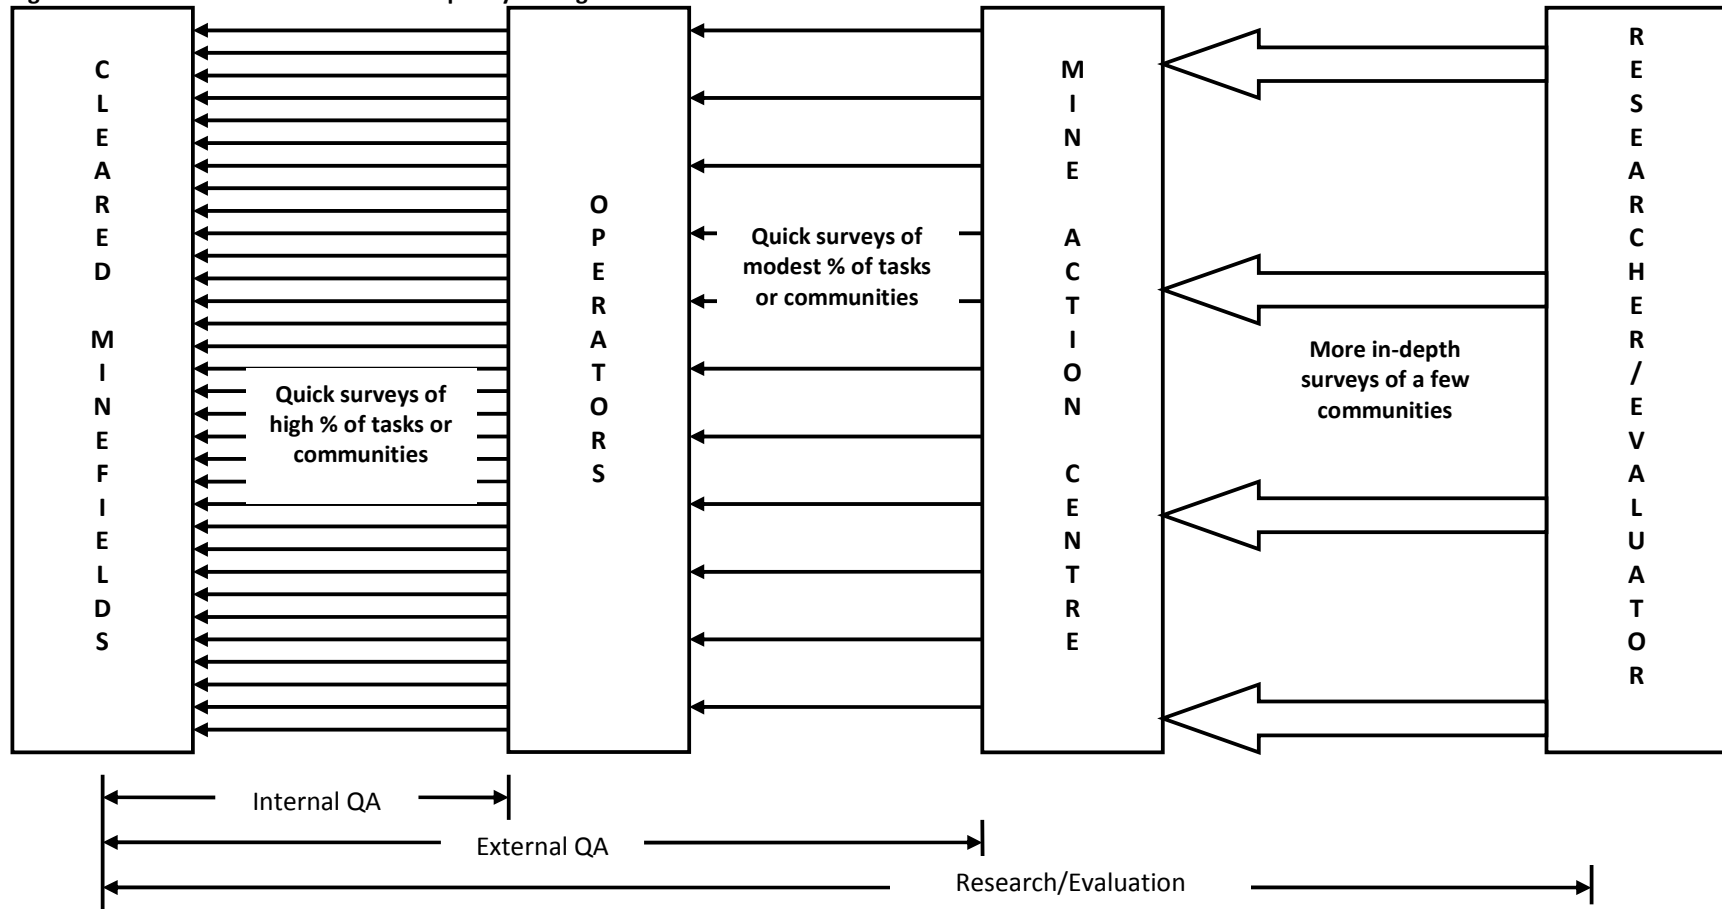 CLEARED MINEFIELDS
OPERATORS
MINE ACTION CENTRE
RESEARCHER/EVALUATOR
Quick surveys of
high % of tasks or
communities
Quick surveys of
modest % of tasks
or communities
More in-depth
surveys of a few
communities
Internal QA
External QA
Research/Evaluation